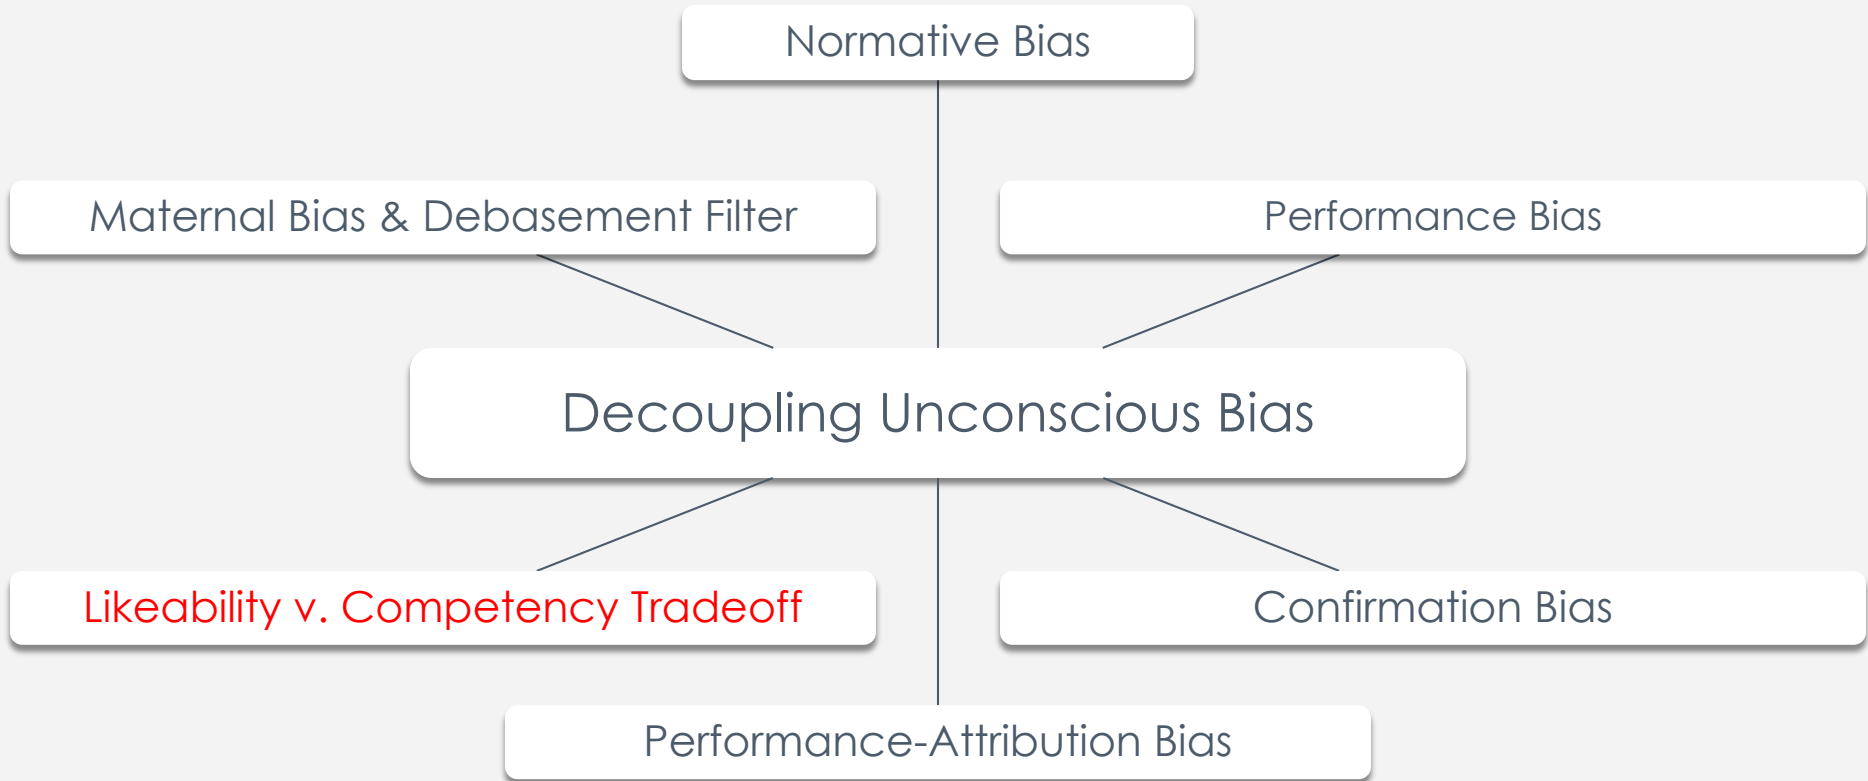 Normative Bias
Maternal Bias & Debasement Filter
Performance Bias
Decoupling Unconscious Bias
Likeability v. Competency Tradeoff
Confirmation Bias
Performance-Attribution Bias